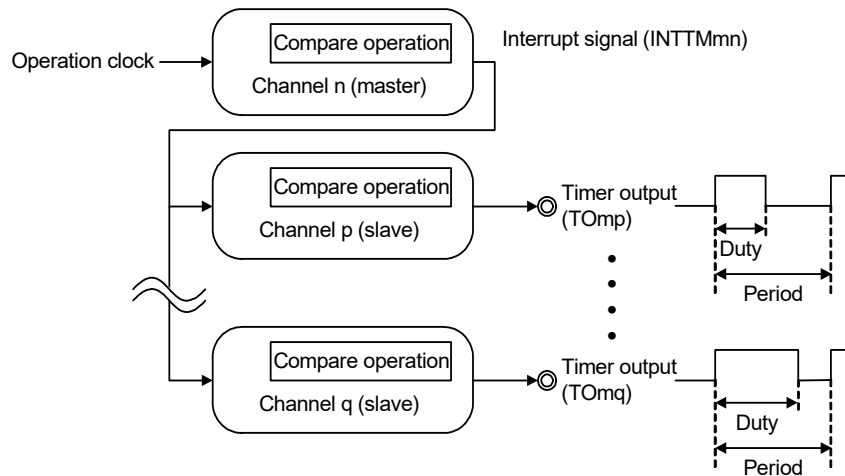 Compare operation
Interrupt signal (INTTMmn)
Operation clock
Channel n (master)
Compare operation
Channel p (slave)
Timer output
(TOmp)
Duty
Period
Compare operation
Channel q (slave)
Timer output
(TOmq)
Duty
Period